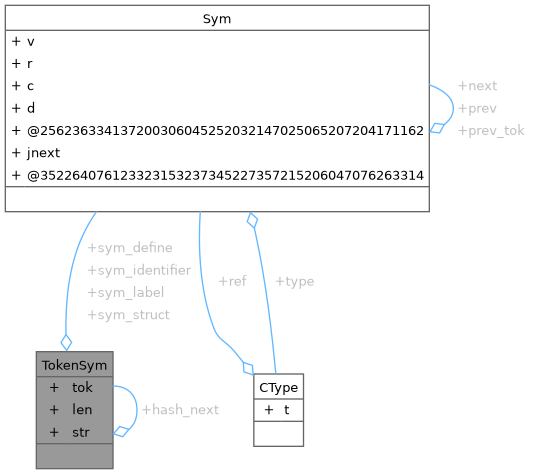 Sym
+ v
+ r
+ c
+ d
+ @256236334137200306045252032147025065207204171162
+ jnext
+ @352264076123323153237345227357215206047076263314
+next
+prev
+prev_tok
+sym_define
+sym_identifier
+sym_label
+sym_struct
+ref
+type
TokenSym
+ tok
+ len
+ str
+hash_next
CType
+ t